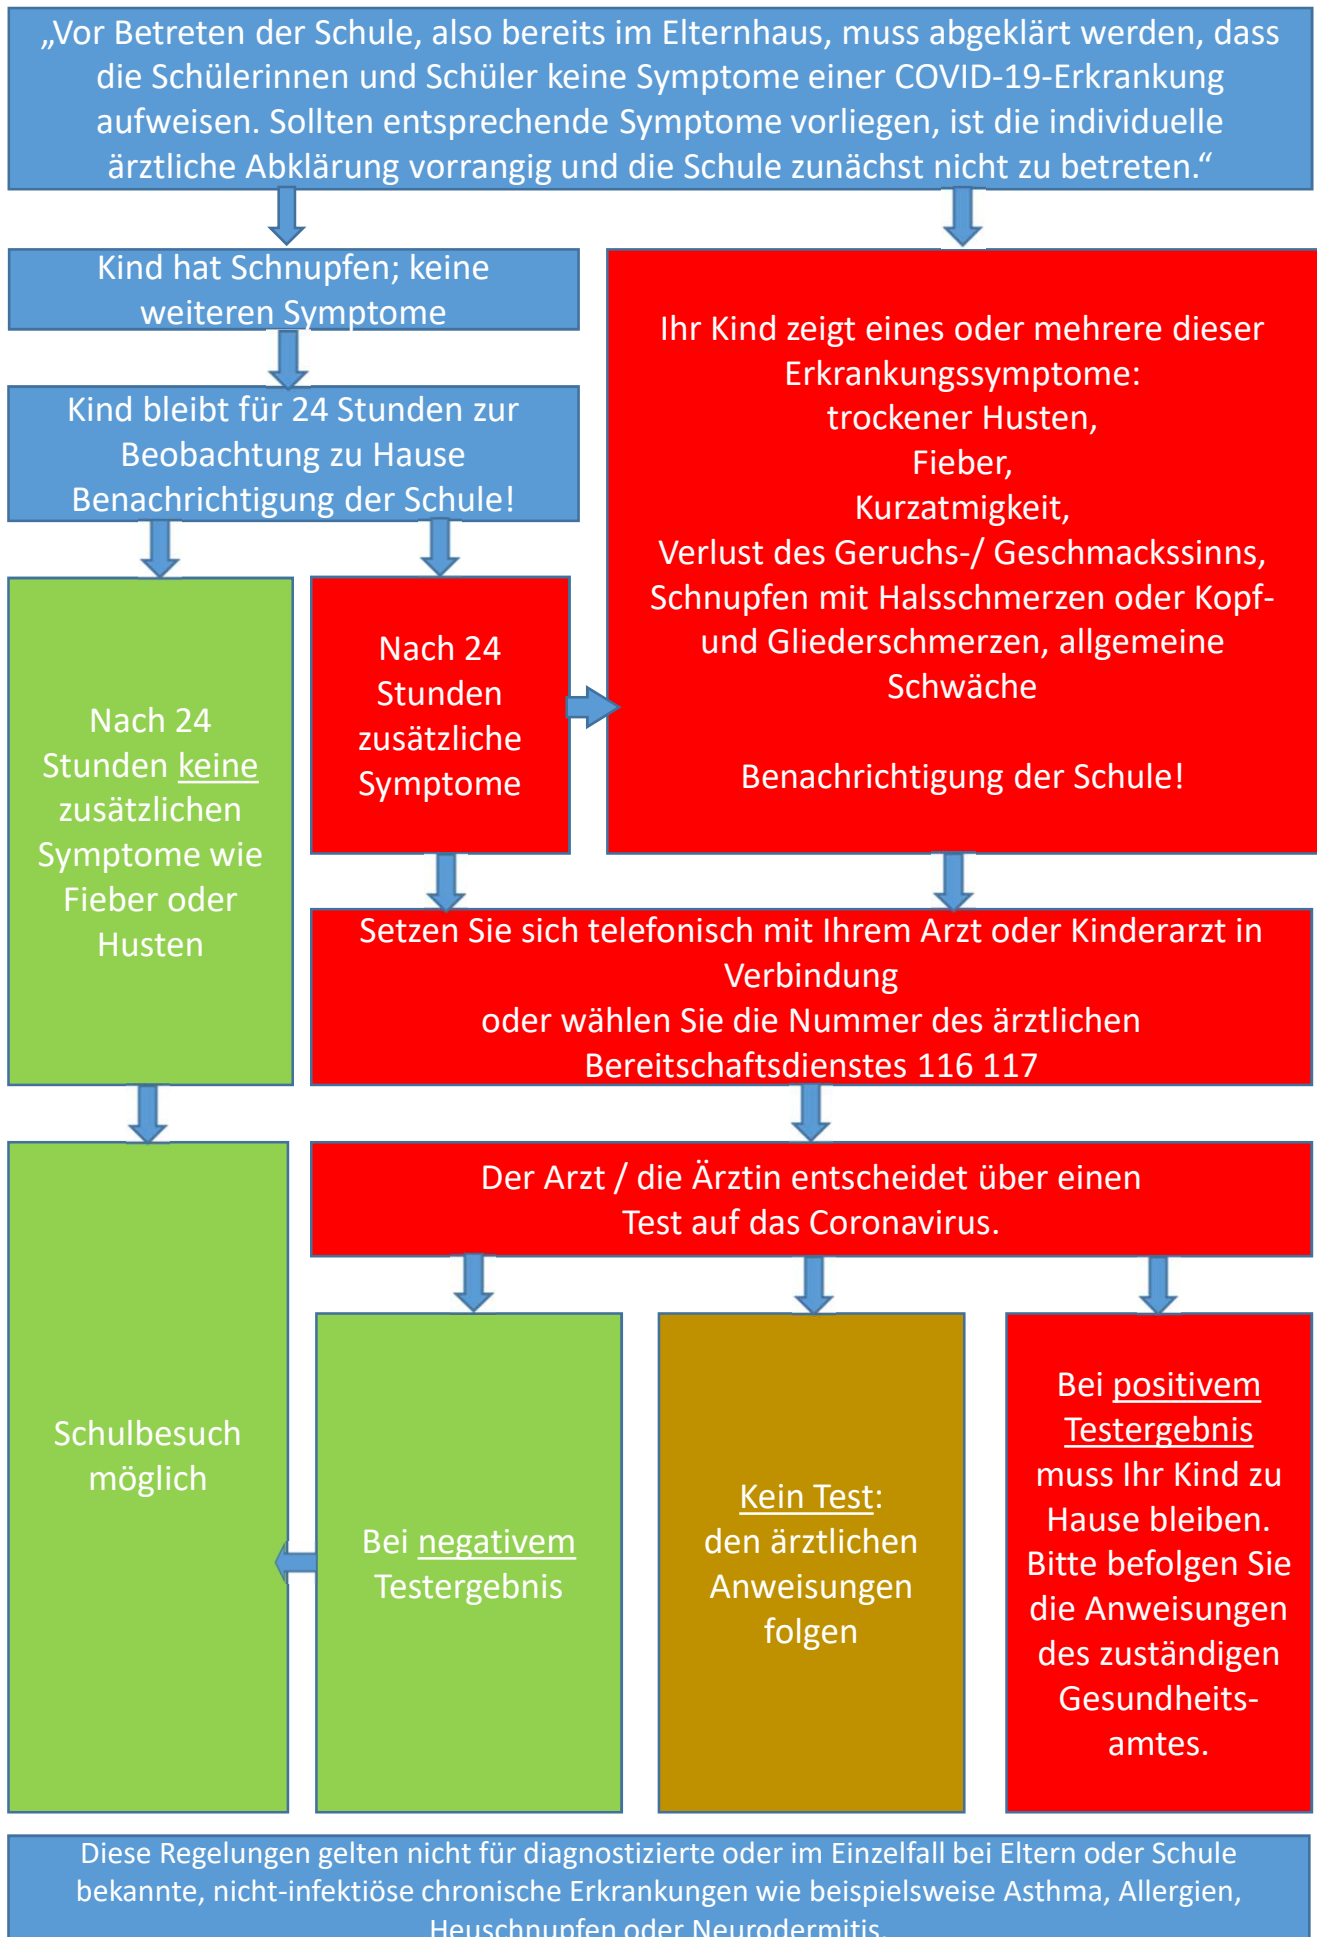 „Vor Betreten der Schule, also bereits im Elternhaus, muss abgeklärt werden, dass
die Schülerinnen und Schüler keine Symptome einer COVID-19-Erkrankung
aufweisen. Sollten entsprechende Symptome vorliegen, ist die individuelle
ärztliche Abklärung vorrangig und die Schule zunächst nicht zu betreten.“
Kind hat Schnupfen; keine
weiteren Symptome
Kind bleibt für 24 Stunden zur
Beobachtung zu Hause
Benachrichtigung der Schule!
Ihr Kind zeigt eines oder mehrere dieser
Erkrankungssymptome:
trockener Husten,
Fieber,
Kurzatmigkeit,
Verlust des Geruchs-/ Geschmackssinns,
Schnupfen mit Halsschmerzen oder Kopf-
und Gliederschmerzen, allgemeine
Schwäche
Benachrichtigung der Schule!
Nach 24
Stunden keine
zusätzlichen
Symptome wie
Fieber oder
Husten
Nach 24
Stunden
zusätzliche
Symptome
Setzen Sie sich telefonisch mit Ihrem Arzt oder Kinderarzt in
Verbindung
oder wählen Sie die Nummer des ärztlichen
Bereitschaftsdienstes 116 117
Der Arzt / die Ärztin entscheidet über einen
Test auf das Coronavirus.
Schulbesuch
möglich
Bei negativem
Testergebnis
Kein Test:
den ärztlichen
Anweisungen
folgen
Bei positivem
Testergebnis
muss Ihr Kind zu
Hause bleiben.
Bitte befolgen Sie
die Anweisungen
des zuständigen
Gesundheits-
amtes.
Diese Regelungen gelten nicht für diagnostizierte oder im Einzelfall bei Eltern oder Schule
bekannte, nicht-infektiöse chronische Erkrankungen wie beispielsweise Asthma, Allergien,
Heuschnupfen oder Neurodermitis.